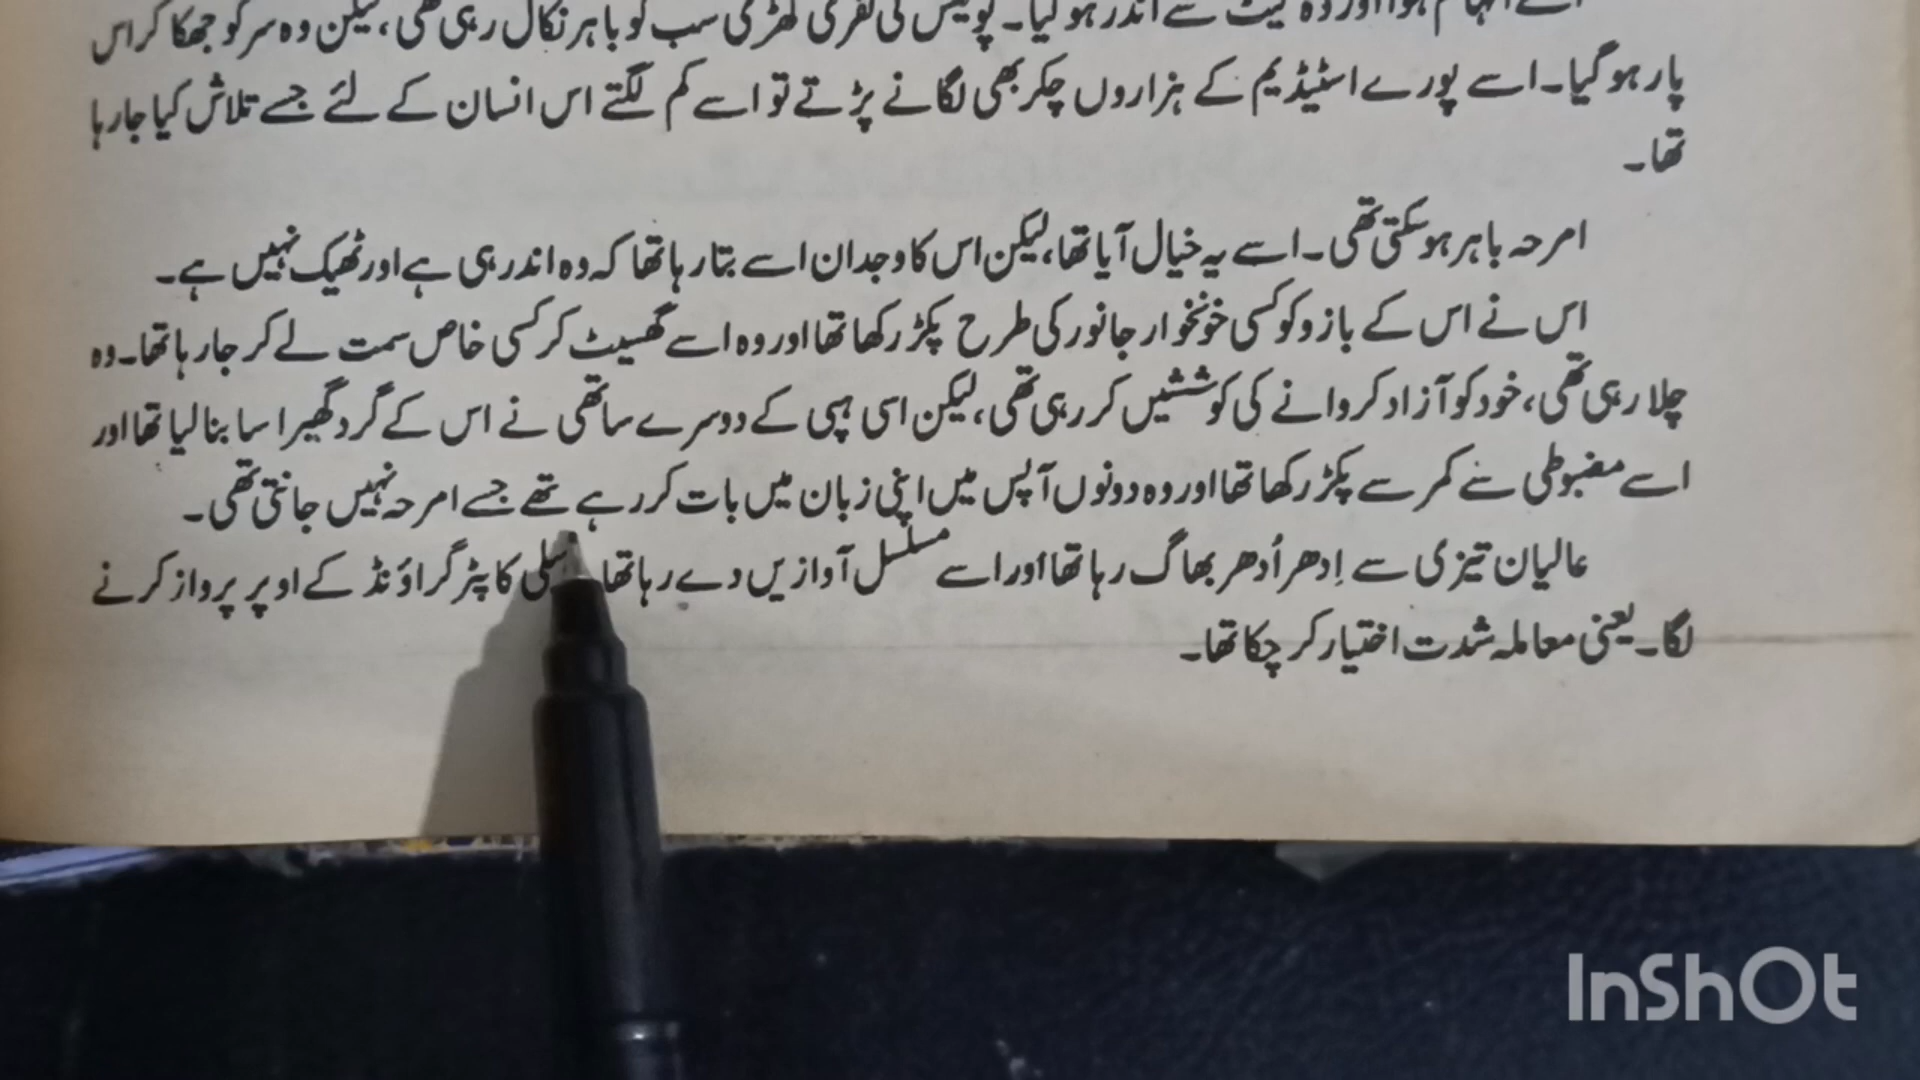 سے اندر ہو گیا۔ پولیس کی نفری کھڑی سب کو باہر نکال رہی تھی، لیکن وہ سر کو جھکا کر اس
پار ہو گیا۔ اسے پورے اسٹیڈیم کے ہزاروں چکر بھی لگانے پڑتے تو اسے کم لگتے اس انسان کے لئے جسے تلاش کیا جا رہا
تھا۔
امرحہ باہر ہو سکتی تھی۔ اسے یہ خیال آیا تھا، لیکن اس کا وجدان اسے بتا رہا تھا کہ وہ اندر ہی ہے اور ٹھیک نہیں ہے۔
اس نے اس کے بازو کو کسی خونخوار جانور کی طرح پکڑ رکھا تھا اور وہ اسے گھسیٹ کر کسی خاص سمت لے کر جا رہا تھا۔ وہ
چلا رہی تھی، خود کو آزاد کروانے کی کوششیں کر رہی تھی، لیکن اسی ہپی کے دوسرے ساتھی نے اس کے گرد گھیرا سا بنا لیا تھا اور
اسے مضبوطی سے کمر سے پکڑ رکھا تھا اور وہ دونوں آپس میں اپنی زبان میں بات کر رہے تھے جسے امرحہ نہیں جانتی تھی۔
عالیان تیزی سے اِدھر اُدھر بھاگ رہا تھا اور اسے مسلسل آوازیں دے رہا تھا ہیلی کاپٹر گراؤنڈ کے اوپر پرواز کرنے
لگا۔ یعنی معاملہ شدت اختیار کر چکا تھا۔
InShOt